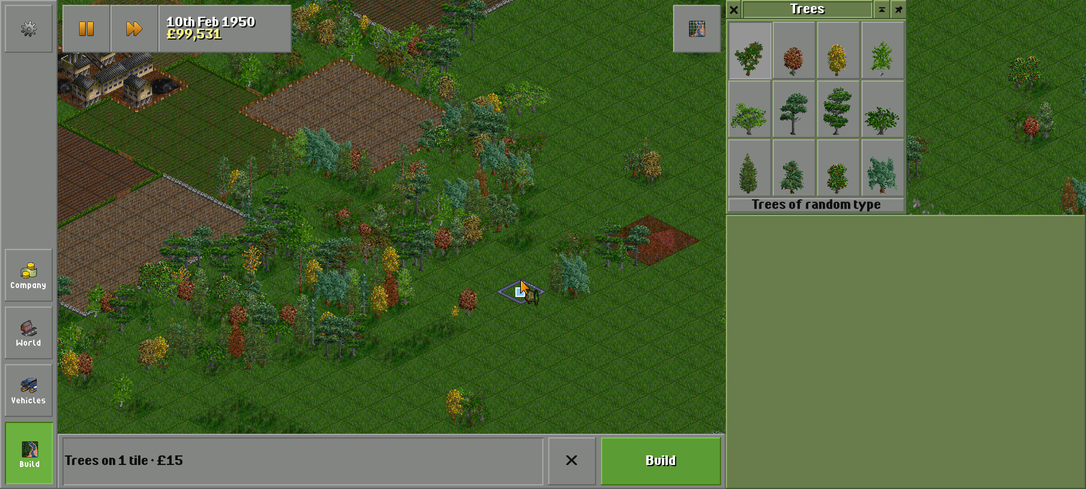 10th Feb 1950
£99,531
Trees
Trees of random type
Company
World
Vehicles
Build
Trees on 1 tile · £15
Build